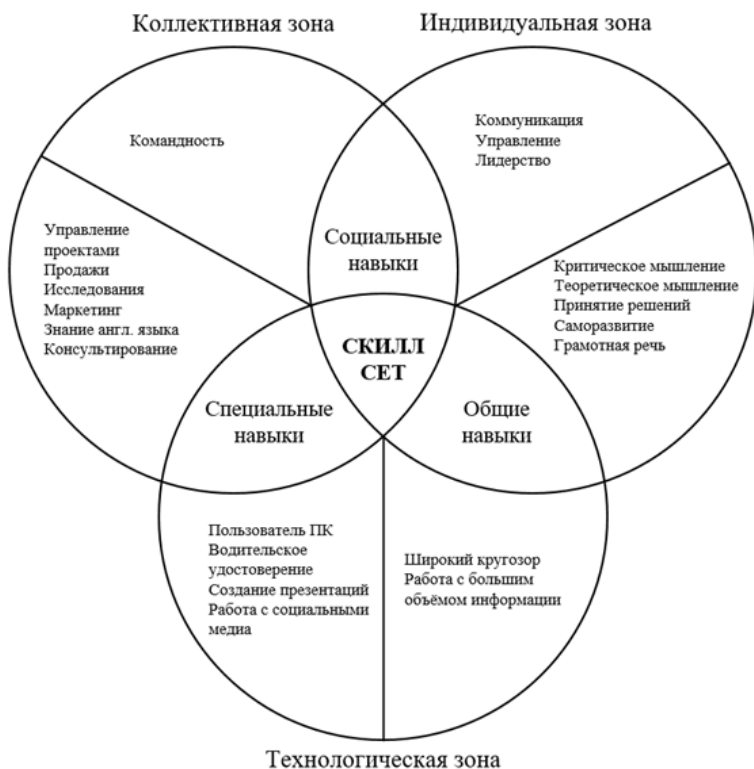 Коллективная зона
Индивидуальная зона
Командность
Коммуникация
Управление
Лидерство
Управление
проектами
Продажи
Исследования
Маркетинг
Знание англ. языка
Консультирование
Социальные
навыки
Критическое мышление
Теоретическое мышление
Принятие решений
Саморазвитие
Грамотная речь
СКИЛЛ
СЕТ
Специальные
навыки
Общие
навыки
Пользователь ПК
Водительское
удостоверение
Создание презентаций
Работа с социальными
медиа
Широкий кругозор
Работа с большим
объёмом информации
Технологическая зона